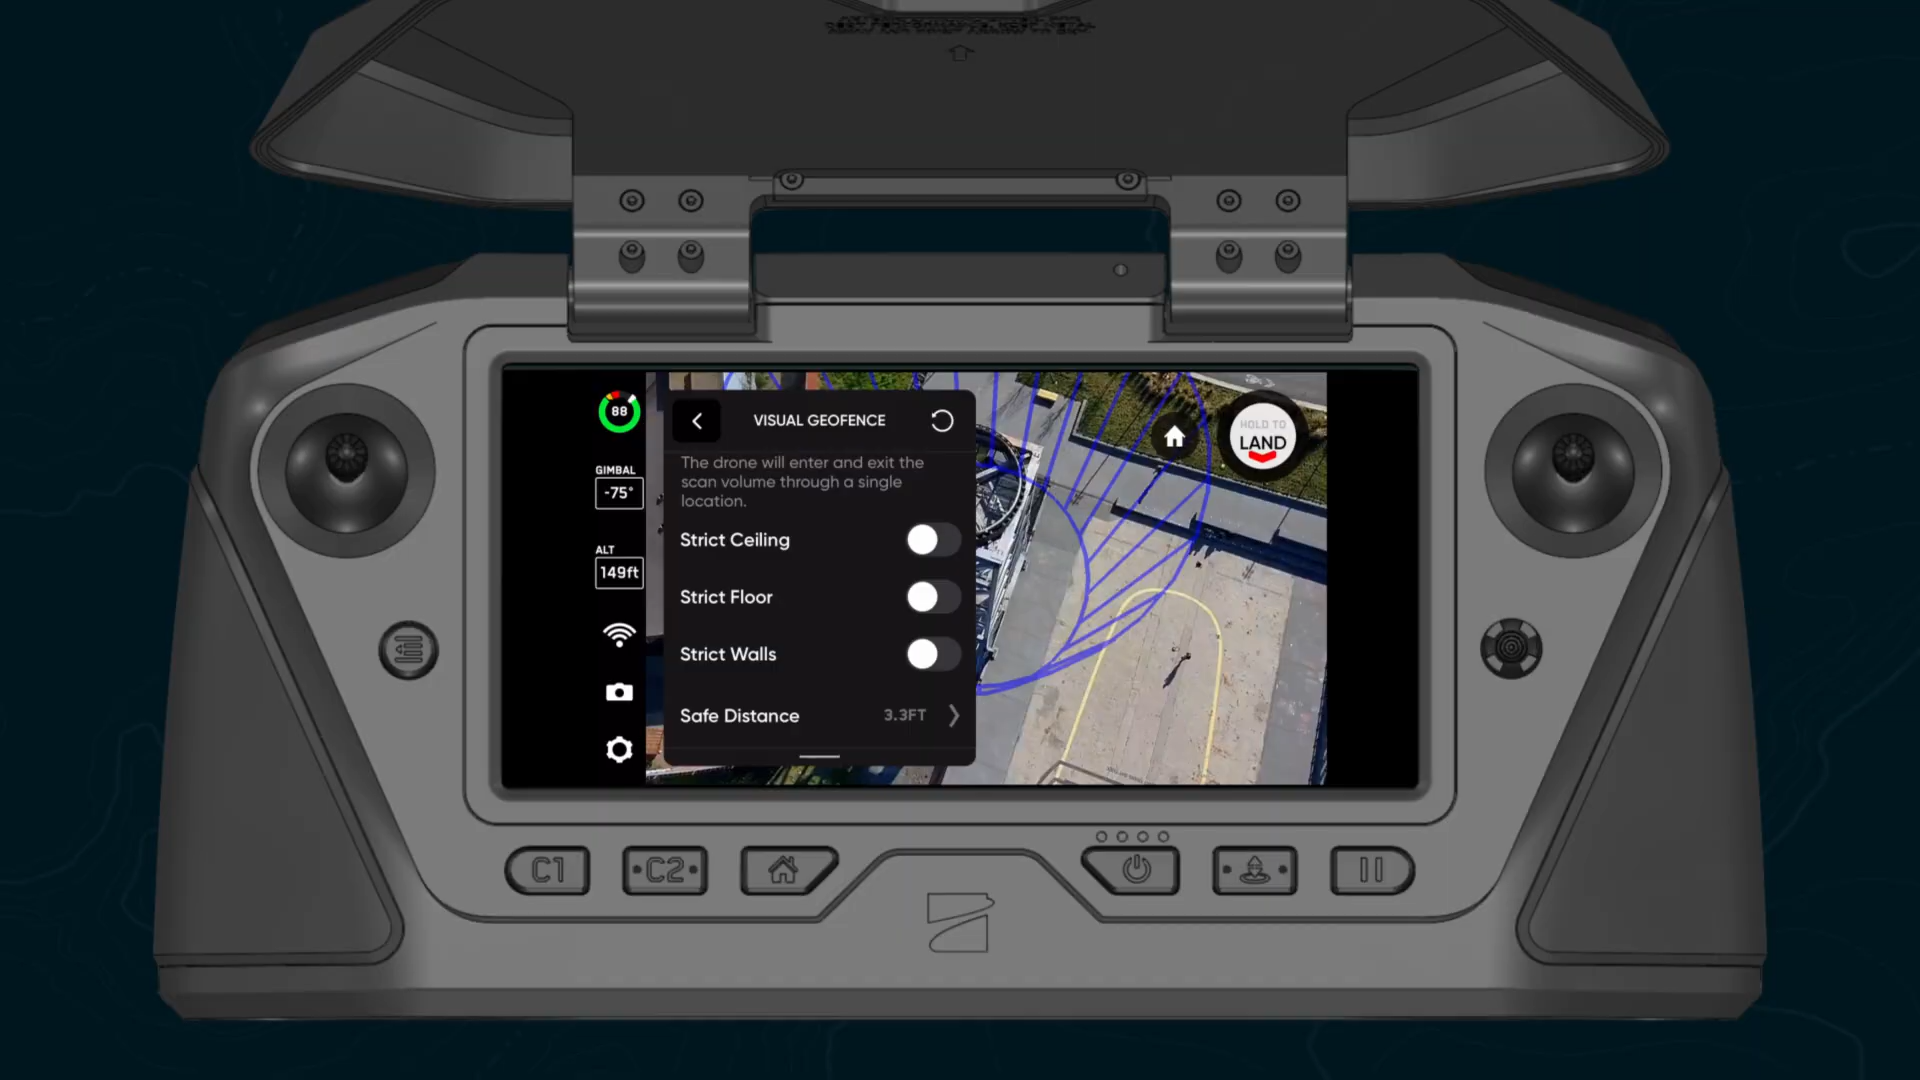 88
GIMBAL
-75°
ALT
149ft
VISUAL GEOFENCE
The drone will enter and exit the
scan volume through a single
location.
Strict Ceiling
Strict Floor
Strict Walls
Safe Distance 3.3FT
HOLD TO
LAND
C1
C2